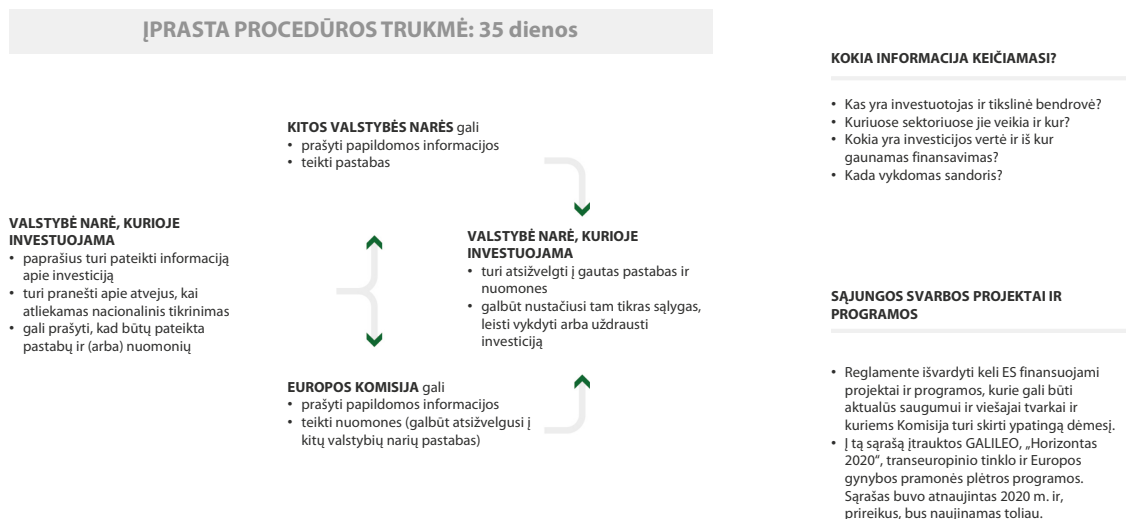 ĮPRASTA PROCEDŪROS TRUKMĖ: 35 dienos
KITOS VALSTYBĖS NARĖS gali
• prašyti papildomos informacijos
• teikti pastabas
VALSTYBĖ NARĖ, KURIOJE
INVESTUOJAMA
• paprašius turi pateikti informaciją
apie investiciją
• turi pranešti apie atvejus, kai
atliekamas nacionalinis tikrinimas
• gali prašyti, kad būtų pateikta
pastabų ir (arba) nuomonių
VALSTYBĖ NARĖ, KURIOJE
INVESTUOJAMA
• turi atsižvelgti į gautas pastabas ir
nuomones
• galbūt nustačiusi tam tikras sąlygas,
leisti vykdyti arba uždrausti
investiciją
EUROPOS KOMISIJA gali
• prašyti papildomos informacijos
• teikti nuomones (galbūt atsižvelgusi į
kitų valstybių narių pastabas)
KOKIA INFORMACIJA KEIČIAMASI?
• Kas yra investuotojas ir tikslinė bendrovė?
• Kuriuose sektoriuose jie veikia ir kur?
• Kokia yra investicijos vertė ir iš kur
gaunamas finansavimas?
• Kada vykdomas sandoris?
SĄJUNGOS SVARBOS PROJEKTAI IR
PROGRAMOS
• Reglamente išvardyti keli ES finansuojami
projektai ir programos, kurie gali būti
aktualūs saugumui ir viešajai tvarkai ir
kuriems Komisija turi skirti ypatingą dėmesį.
• Į tą sąrašą įtrauktos GALILEO, „Horizontas
2020“, transeuropinio tinklo ir Europos
gynybos pramonės plėtros programos.
Sąrašas buvo atnaujintas 2020 m. ir,
prireikus, bus naujinamas toliau.